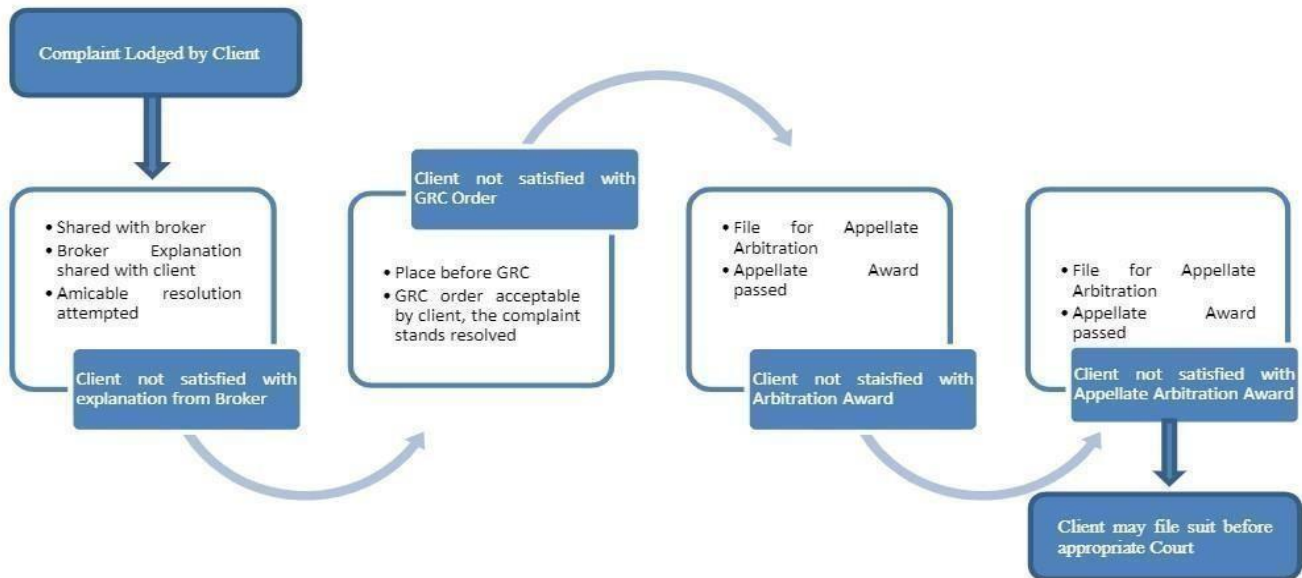 Complaint Lodged by Client
• Shared with broker
• Broker Explanation
shared with client
• Amicable resolution
attempted
Client not satisfied with
explanation from Broker
Client not satisfied with
GRC Order
• Place before GRC
• GRC order acceptable
by client, the complaint
stands resolved
• File for Appellate
Arbitration
• Appellate Award
passed
Client not staisfied with
Arbitration Award
• File for Appellate
Arbitration
• Appellate Award
passed
Client not satisfied with
Appellate Arbitration Award
Client may file suit before
appropriate Court